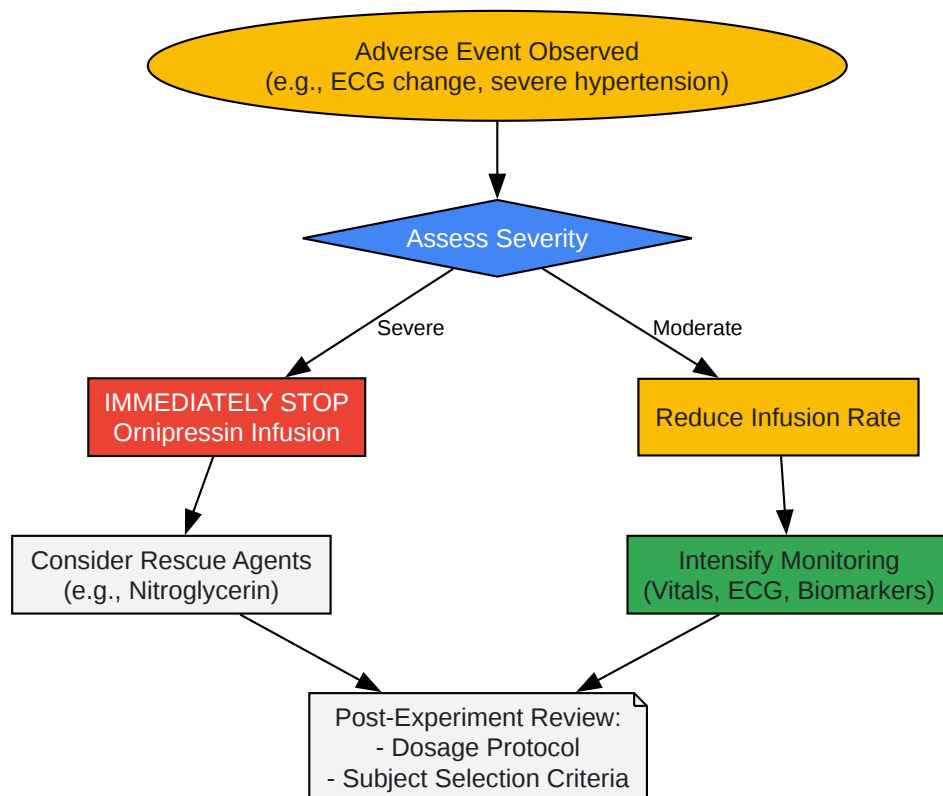 Adverse Event Observed
(e.g., ECG change, severe hypertension)
Assess Severity
Severe
Moderate
IMMEDIATELY STOP
Ornipressin Infusion
Reduce Infusion Rate
Consider Rescue Agents
(e.g., Nitroglycerin)
Intensify Monitoring
(Vitals, ECG, Biomarkers)
Post-Experiment Review:
- Dosage Protocol
- Subject Selection Criteria